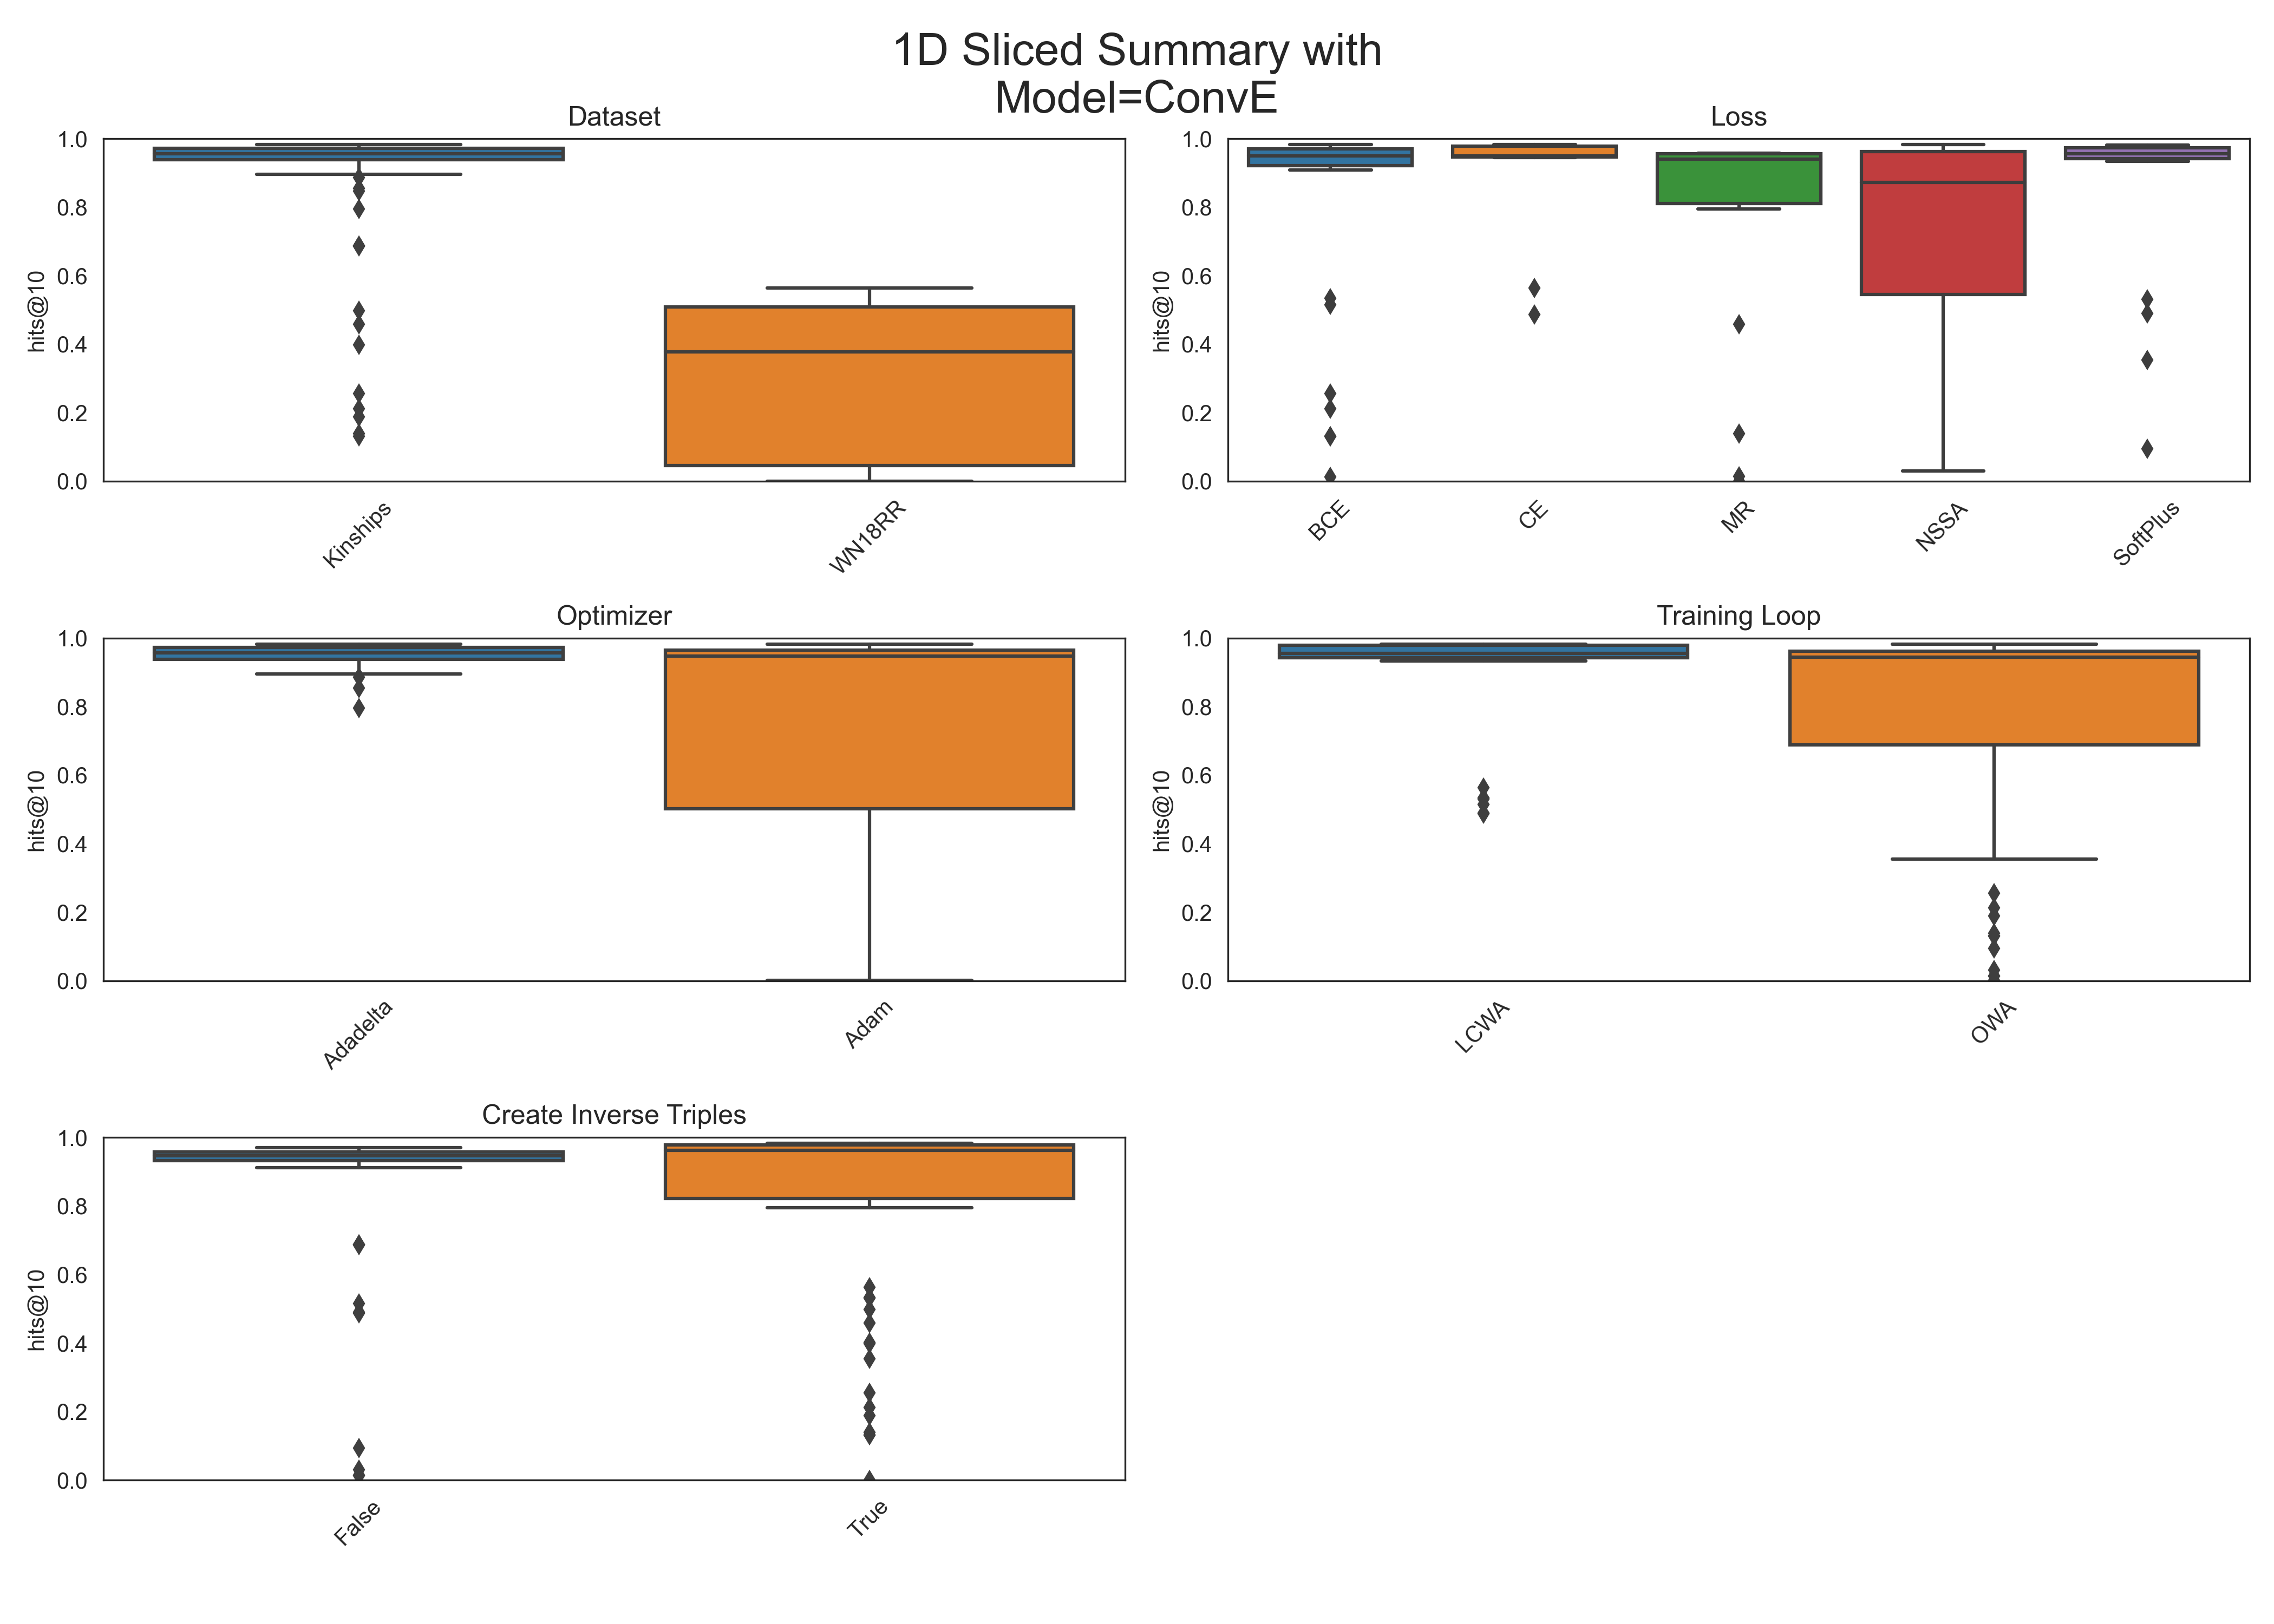 1D Sliced Summary with
Model=ConvE
Dataset
1.0
0.8
0.6
0.4
0.2
0.0
hits@10
Kinships
WN18RR
Loss
1.0
0.8
0.6
0.4
0.2
0.0
hits@10
BCE
CE
MR
NSSA
SoftPlus
Optimizer
1.0
0.8
0.6
0.4
0.2
0.0
hits@10
Adadelta
Adam
Training Loop
1.0
0.8
0.6
0.4
0.2
0.0
hits@10
LCWA
OWA
Create Inverse Triples
1.0
0.8
0.6
0.4
0.2
0.0
hits@10
False
True